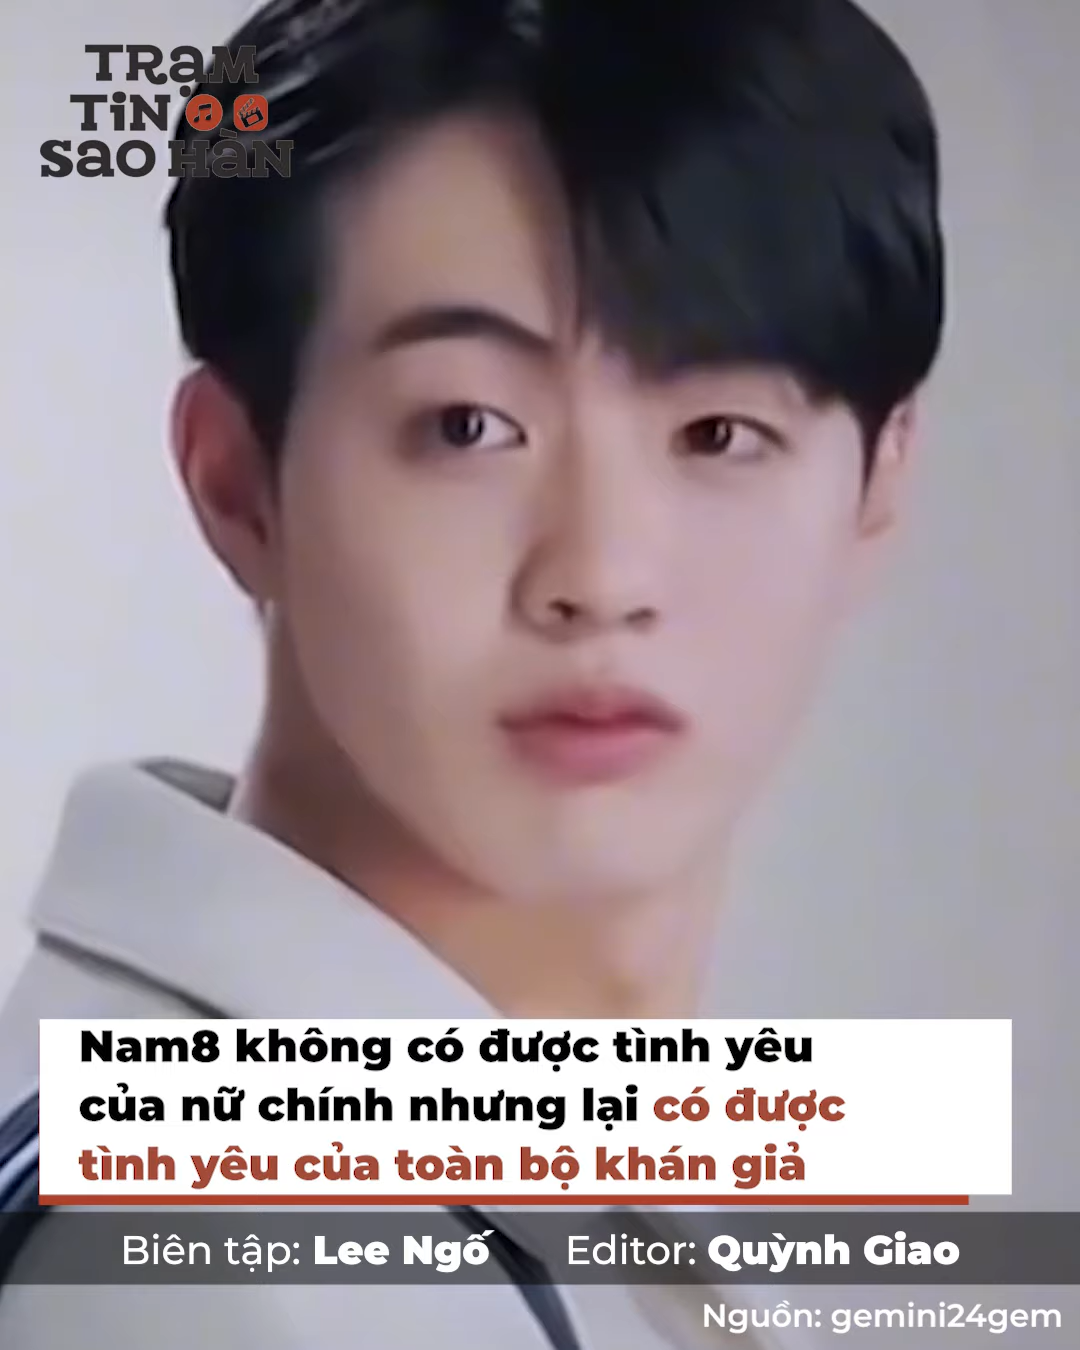 TRẠM
TiN
SaO HÀN
Nam8 không có được tình yêu
của nữ chính nhưng lại có được
tình yêu của toàn bộ khán giả
Biên tập: Lee Ngố Editor: Quỳnh Giao
Nguồn: gemini24gem